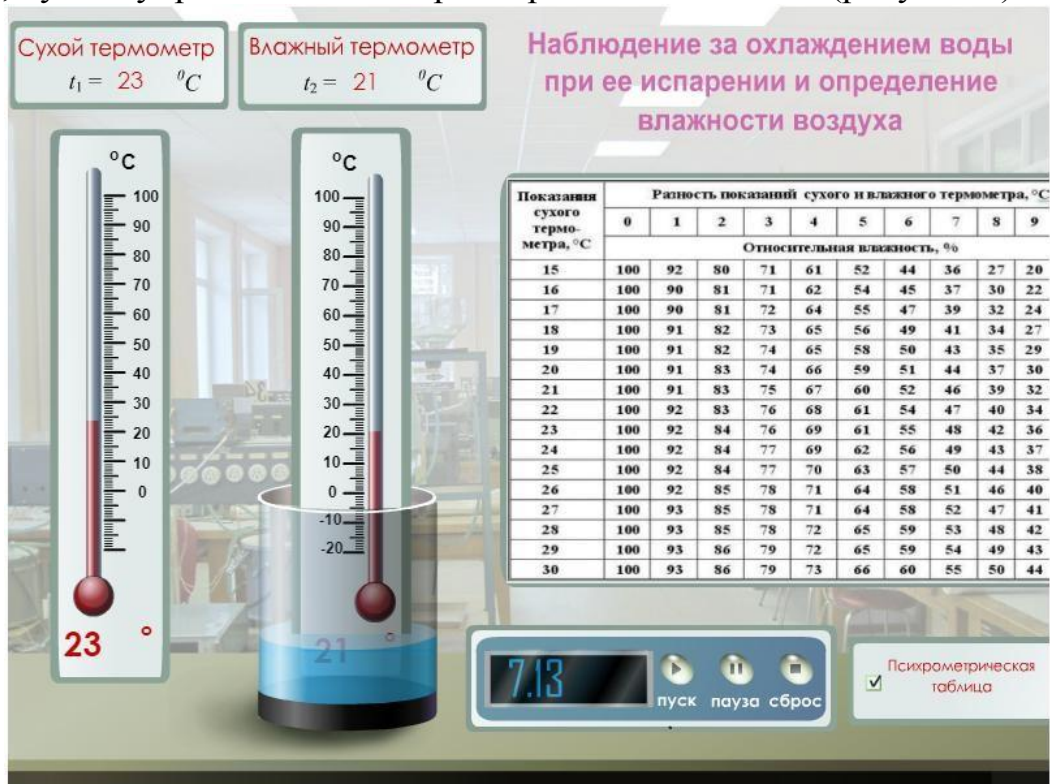 Сухой термометр
t₁ = 23 ⁰C
Влажный термометр
t₂ = 21 ⁰C
Наблюдение за охлаждением воды
при ее испарении и определение
влажности воздуха
⁰C
100
90
80
70
60
50
40
30
20
10
0
23 °
⁰C
100
90
80
70
60
50
40
30
20
10
0
-10
-20
21 °
Показания сухого термо-метра, °C
Разность показаний сухого и влажного термометра, °C
0 1 2 3 4 5 6 7 8 9
Относительная влажность, %
15 100 92 80 71 61 52 44 36 27 20
16 100 90 81 71 62 54 45 37 30 22
17 100 90 81 72 64 55 47 39 32 24
18 100 91 82 73 65 56 49 41 34 27
19 100 91 82 74 65 58 50 43 35 29
20 100 91 83 74 66 59 51 44 37 30
21 100 91 83 75 67 60 52 46 39 32
22 100 92 83 76 68 61 54 47 40 34
23 100 92 84 76 69 61 55 48 42 36
24 100 92 84 77 69 62 56 49 43 37
25 100 92 84 77 70 63 57 50 44 38
26 100 92 85 78 71 64 58 51 46 40
27 100 93 85 78 71 64 58 52 47 41
28 100 93 85 78 72 65 59 53 48 42
29 100 93 86 79 72 65 59 54 49 43
30 100 93 86 79 73 66 60 55 50 44
7.13
пуск пауза сброс
Психрометрическая
таблица